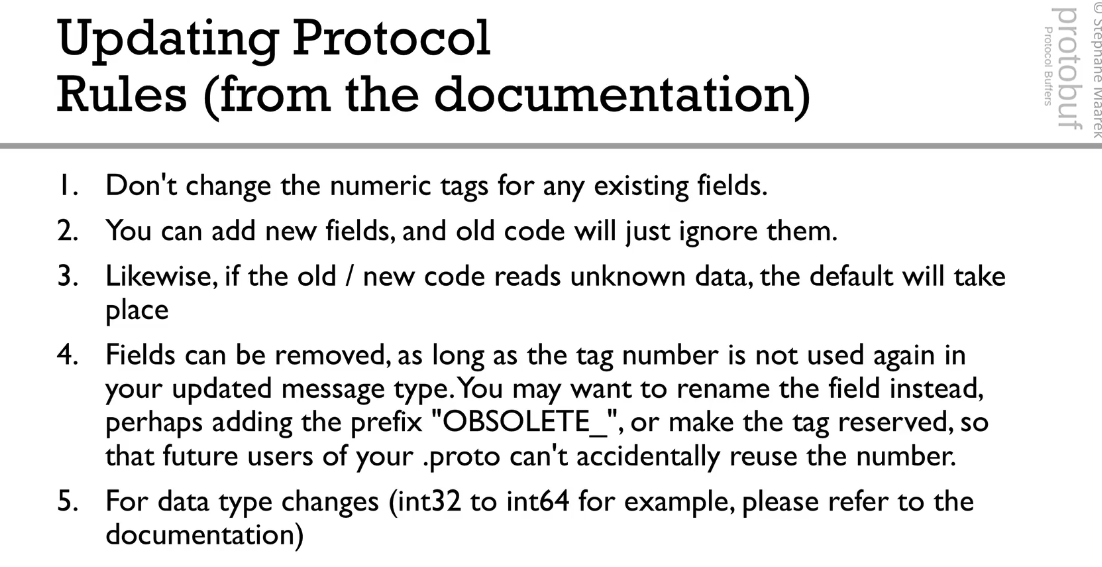 Updating Protocol
Rules (from the documentation)
© Stephane Maarek
protobuf
Protocol Buffers
1. Don't change the numeric tags for any existing fields.
2. You can add new fields, and old code will just ignore them.
3. Likewise, if the old / new code reads unknown data, the default will take
place
4. Fields can be removed, as long as the tag number is not used again in
your updated message type. You may want to rename the field instead,
perhaps adding the prefix "OBSOLETE_", or make the tag reserved, so
that future users of your .proto can't accidentally reuse the number.
5. For data type changes (int32 to int64 for example, please refer to the
documentation)